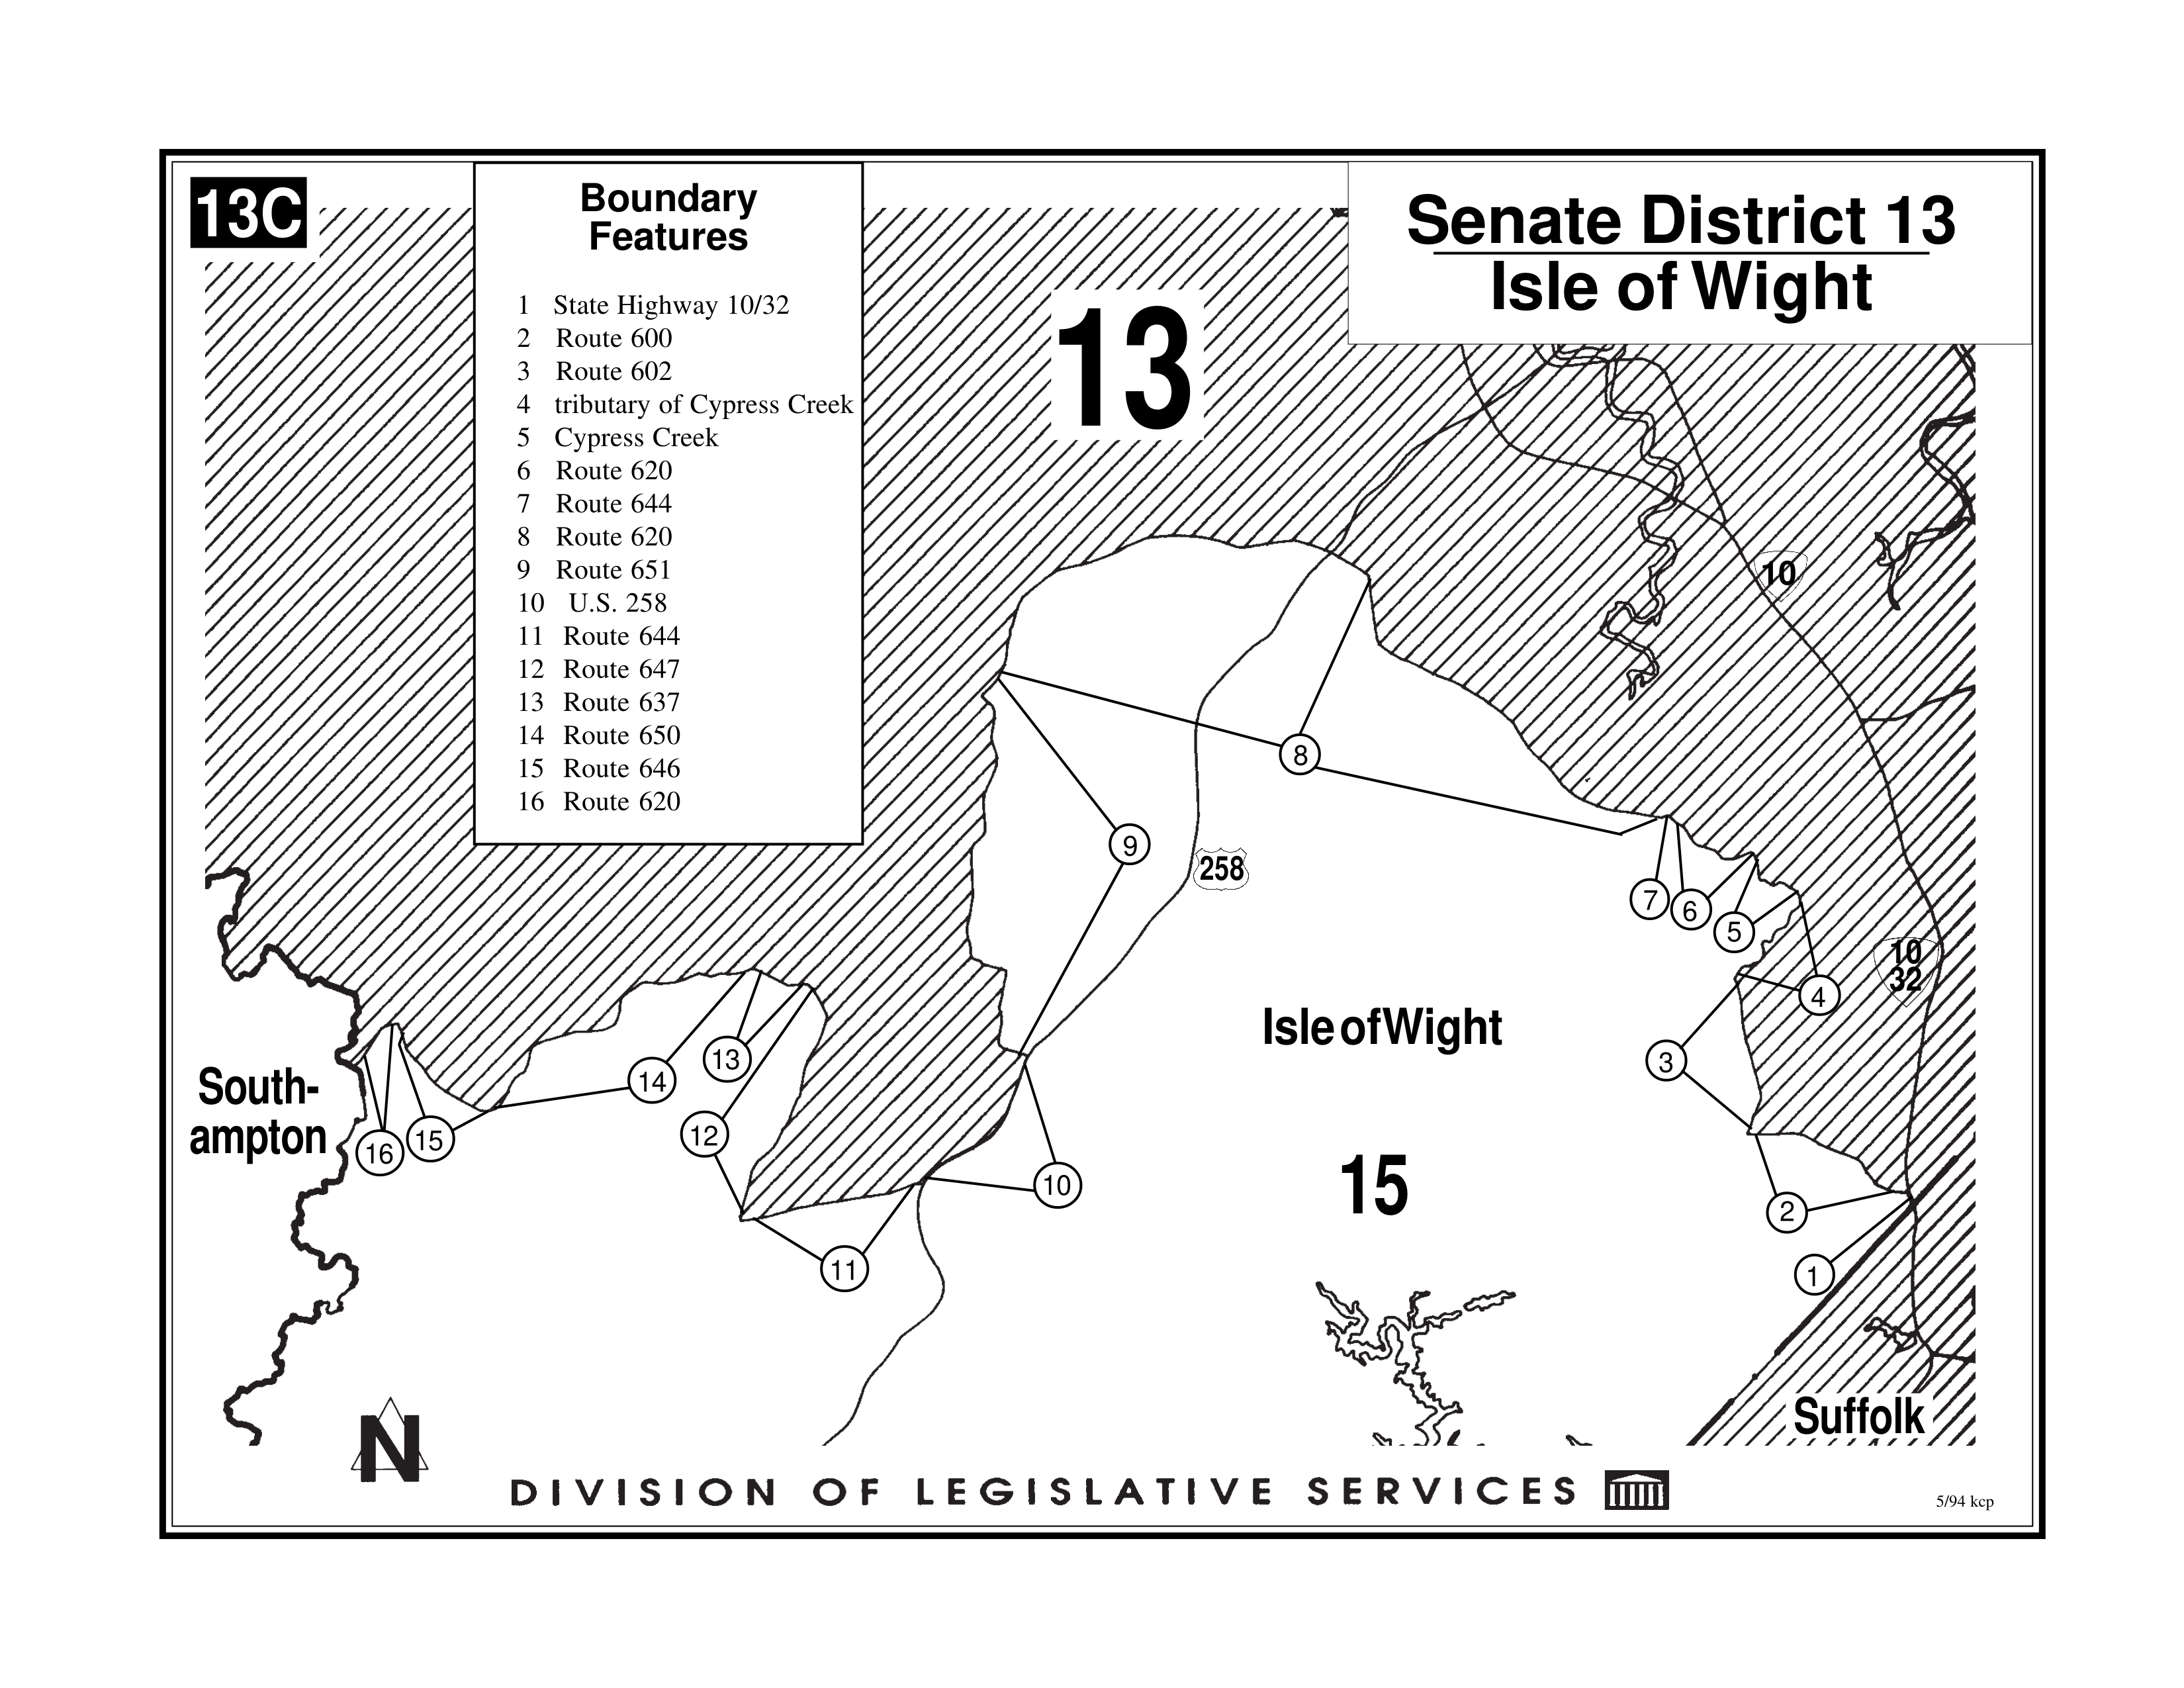 13C
Boundary
Features
1 State Highway 10/32
2 Route 600
3 Route 602
4 tributary of Cypress Creek
5 Cypress Creek
6 Route 620
7 Route 644
8 Route 620
9 Route 651
10 U.S. 258
11 Route 644
12 Route 647
13 Route 637
14 Route 650
15 Route 646
16 Route 620
Senate District 13
Isle of Wight
13
10
8
9
258
7
6
5
10
32
4
Isle of Wight
3
South-
ampton
14
13
12
16
15
10
15
2
11
1
Suffolk
N
DIVISION OF LEGISLATIVE SERVICES
5/94 kcp